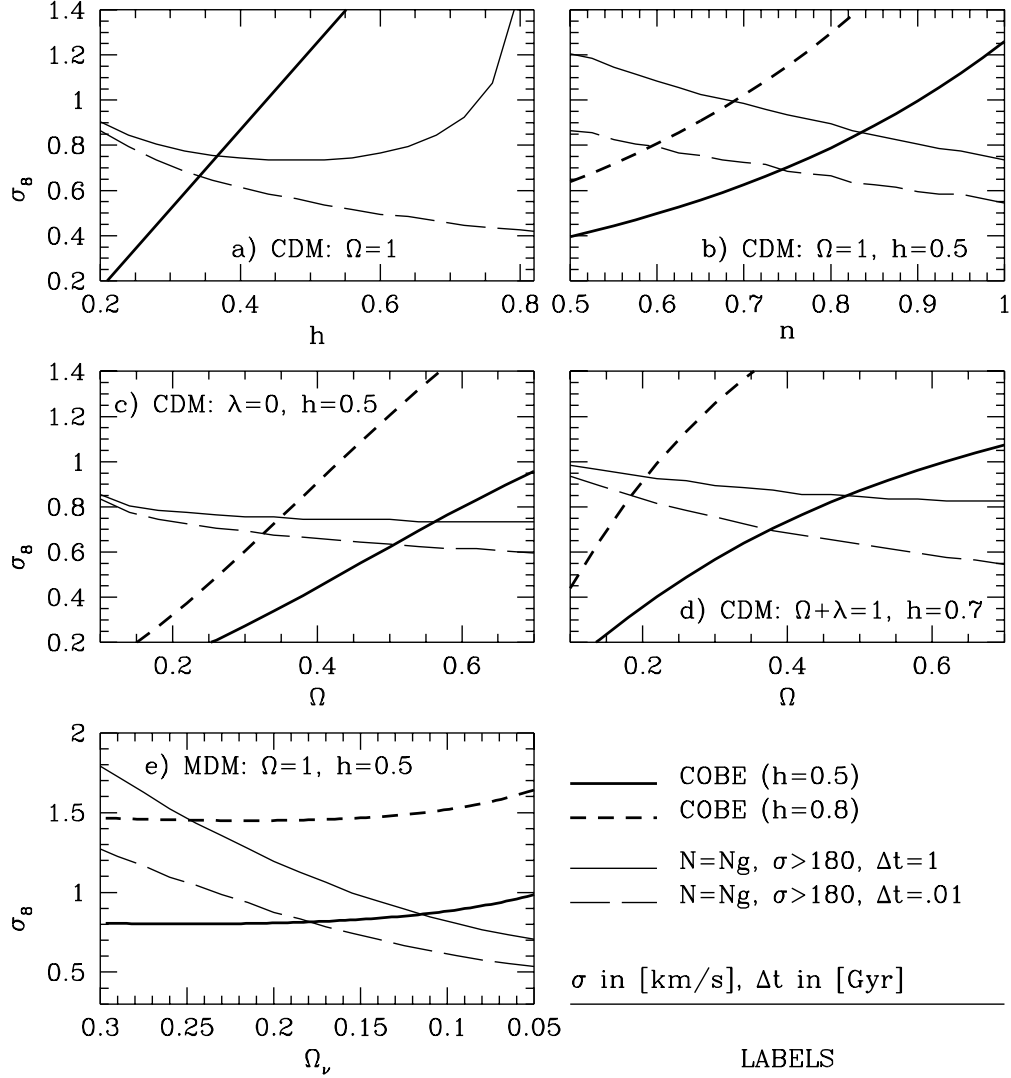 1.4
1.2
1
0.8
0.6
0.4
0.2
σ8
a) CDM: Ω=1
0.2 0.4 0.6 0.8
h
b) CDM: Ω=1, h=0.5
0.5 0.6 0.7 0.8 0.9 1
n
1.4
1.2
1
0.8
0.6
0.4
0.2
σ8
c) CDM: λ=0, h=0.5
0.2 0.4 0.6
Ω
d) CDM: Ω+λ=1, h=0.7
0.2 0.4 0.6
Ω
2
1.5
1
0.5
σ8
e) MDM: Ω=1, h=0.5
0.3 0.25 0.2 0.15 0.1 0.05
Ων
COBE (h=0.5)
COBE (h=0.8)
N=Ng, σ>180, Δt=1
N=Ng, σ>180, Δt=.01
σ in [km/s], Δt in [Gyr]
LABELS